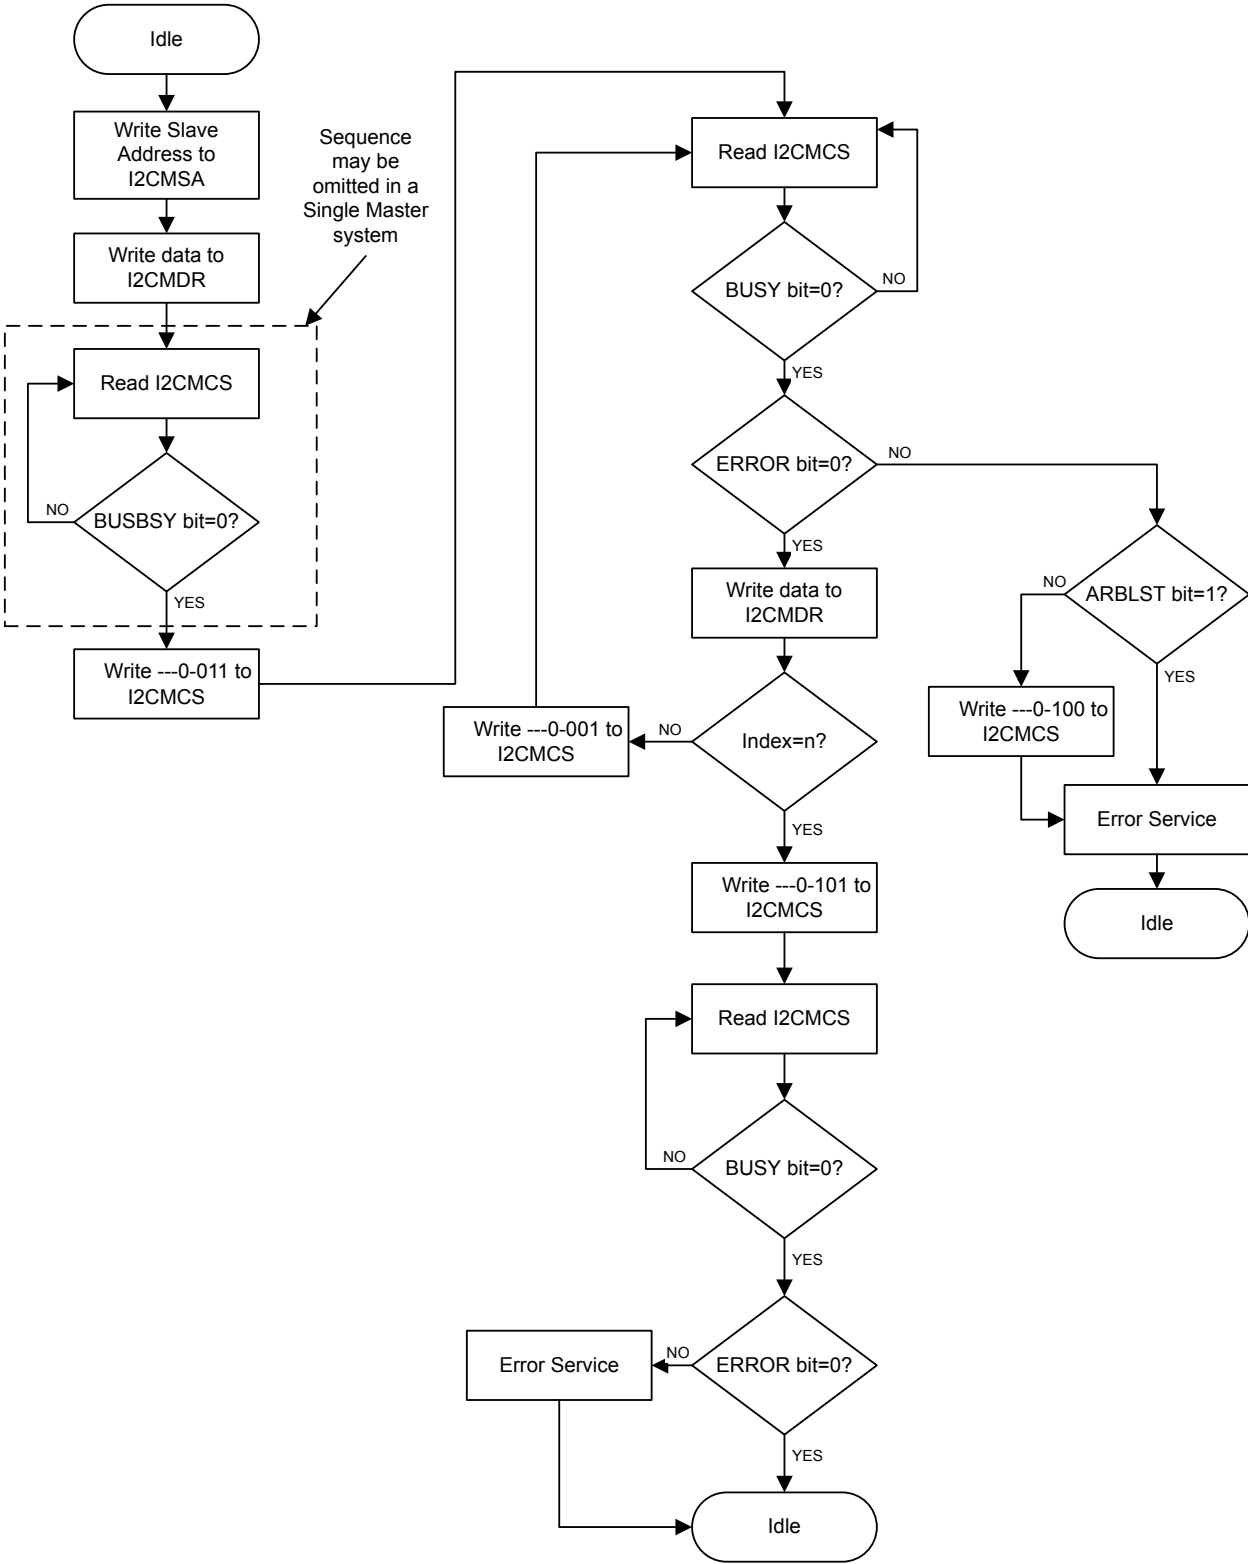 Idle
Write Slave
Address to
I2CMSA
Write data to
I2CMDR
Sequence
may be
omitted in a
Single Master
system
Read I2CMCS
BUSBSY bit=0?
NO
YES
Write ---0-011 to
I2CMCS
Read I2CMCS
BUSY bit=0?
NO
YES
ERROR bit=0?
NO
YES
Write data to
I2CMDR
Index=n?
NO
Write ---0-001 to
I2CMCS
YES
ARBLST bit=1?
NO
YES
Write ---0-100 to
I2CMCS
Error Service
Idle
Write ---0-101 to
I2CMCS
Read I2CMCS
BUSY bit=0?
NO
YES
ERROR bit=0?
NO
Error Service
YES
Idle